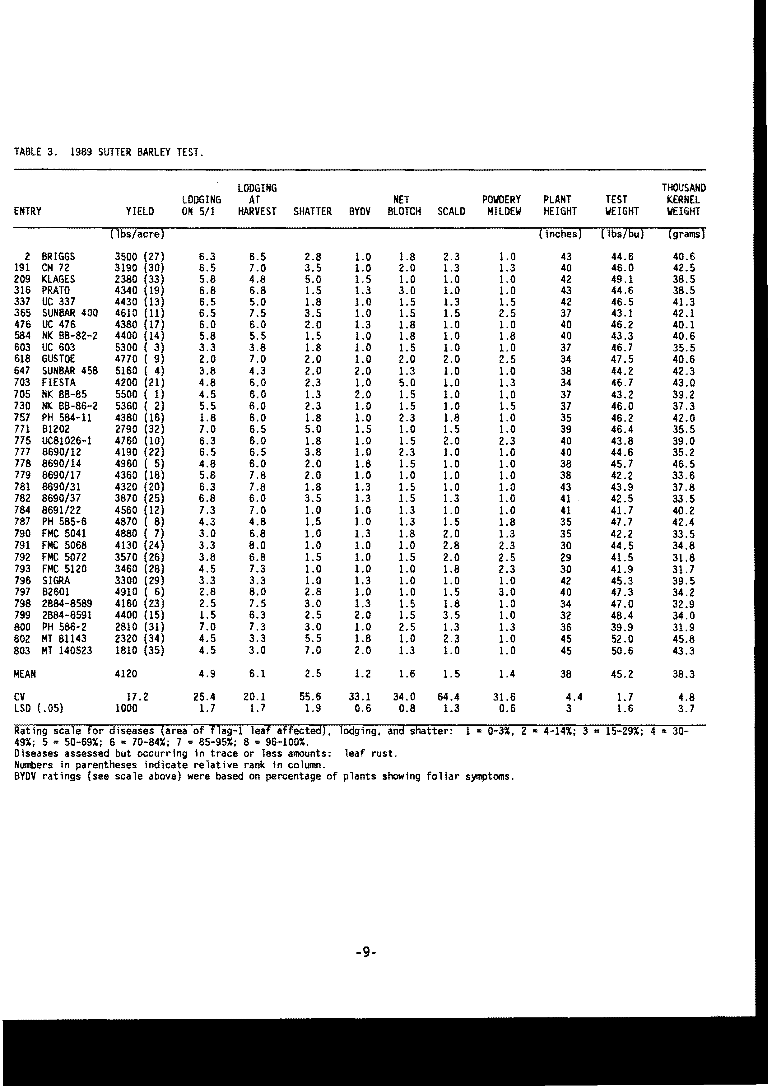 TABLE 3. 1989 SUTTER BARLEY TEST.
LODGING THOUSAND
LODGING AT NET POWDERY PLANT TEST KERNEL
ENTRY YIELD ON 5/1 HARVEST SHATTER BYDV BLOTCH SCALD MILDEW HEIGHT WEIGHT WEIGHT
(lbs/acre) (inches) (lbs/bu) (grams)
2 BRIGGS 3500 (27) 6.3 6.5 2.8 1.0 1.8 2.3 1.0 43 44.6 40.6
191 CM 72 3190 (30) 6.5 7.0 3.5 1.0 2.0 1.3 1.3 40 46.0 42.5
209 KLAGES 2380 (33) 5.8 4.8 5.0 1.5 1.0 1.0 1.0 42 49.1 38.5
316 PRATO 4340 (19) 6.8 6.8 1.5 1.3 3.0 1.0 1.0 43 44.6 38.5
337 UC 337 4430 (13) 6.5 5.0 1.8 1.0 1.5 1.3 1.5 42 46.5 41.3
365 SUNBAR 400 4610 (11) 6.5 7.5 3.5 1.0 1.5 1.5 2.5 37 43.1 42.1
476 UC 476 4380 (17) 6.0 6.0 2.0 1.3 1.8 1.0 1.0 40 46.2 40.1
584 NK BB-82-2 4400 (14) 5.8 5.5 1.5 1.0 1.8 1.0 1.8 40 43.3 40.6
603 UC 603 5300 ( 3) 3.3 3.8 1.8 1.0 1.5 1.0 1.0 37 46.7 35.5
618 GUSTOE 4770 ( 9) 2.0 7.0 2.0 1.0 2.0 2.0 2.5 34 47.5 40.6
647 SUNBAR 458 5160 ( 4) 3.8 4.3 2.0 2.0 1.3 1.0 1.0 38 44.2 42.3
703 FIESTA 4200 (21) 4.8 6.0 2.3 1.0 5.0 1.0 1.3 34 46.7 43.0
705 NK BB-85 5500 ( 1) 4.5 6.0 1.3 2.0 1.5 1.0 1.0 37 43.2 39.2
730 NK BB-86-2 5360 ( 2) 5.5 6.0 2.3 1.0 1.5 1.0 1.0 37 46.0 37.3
757 PH 584-11 4380 (16) 1.8 6.0 1.8 1.0 2.3 1.8 1.0 35 46.2 42.0
771 B1202 2790 (32) 7.0 6.5 5.0 1.5 1.0 1.5 1.0 39 46.4 35.5
775 UC81026-1 4760 (10) 6.3 6.0 1.8 1.0 1.5 2.0 2.3 40 43.8 39.0
777 8690/12 4190 (22) 6.5 6.5 3.8 1.0 2.3 1.0 1.0 40 44.6 35.2
778 8690/14 4960 ( 5) 4.8 6.0 2.0 1.8 1.5 1.0 1.0 38 45.7 46.5
779 8690/17 4360 (18) 5.8 7.8 2.0 1.0 1.0 1.0 1.0 38 42.2 33.6
781 8690/31 4320 (20) 6.3 7.8 1.8 1.3 1.5 1.0 1.0 43 43.9 37.8
782 8690/37 3870 (25) 6.8 6.0 3.5 1.3 1.5 1.3 1.0 41 42.5 33.5
784 8691/22 4560 (12) 7.3 7.0 1.0 1.0 1.3 1.0 1.0 41 41.7 40.2
787 PH 585-6 4870 ( 8) 4.3 4.8 1.5 1.0 1.3 1.5 1.8 35 47.7 42.4
790 FMC 5041 4880 ( 7) 3.0 6.8 1.0 1.3 1.8 2.0 1.3 35 42.2 33.5
791 FMC 5068 4130 (24) 3.3 8.0 1.0 1.0 1.0 2.8 2.3 30 44.5 34.8
792 FMC 5072 3570 (26) 3.8 6.8 1.5 1.0 1.5 2.0 2.5 29 41.5 31.8
793 FMC 5120 3460 (28) 4.5 7.3 1.0 1.0 1.0 1.8 2.3 30 41.9 31.7
796 SIGRA 3300 (29) 3.3 3.3 1.0 1.3 1.0 1.0 1.0 42 45.3 39.5
797 B2601 4910 ( 6) 2.8 8.0 2.8 1.0 1.0 1.5 3.0 40 47.3 34.2
798 2B84-8589 4160 (23) 2.5 7.5 3.0 1.3 1.5 1.8 1.0 34 47.0 32.9
799 2B84-8591 4400 (15) 1.5 6.3 2.5 2.0 1.5 3.5 1.0 32 48.4 34.0
800 PH 586-2 2810 (31) 7.0 7.3 3.0 1.0 2.5 1.3 1.3 36 39.9 31.9
802 MT 81143 2320 (34) 4.5 3.3 5.5 1.8 1.0 2.3 1.0 45 52.0 45.8
803 MT 140523 1810 (35) 4.5 3.0 7.0 2.0 1.3 1.0 1.0 45 50.6 43.3
MEAN 4120 4.9 6.1 2.5 1.2 1.6 1.5 1.4 38 45.2 38.3
CV 17.2 25.4 20.1 55.6 33.1 34.0 64.4 31.6 4.4 1.7 4.8
LSD (.05) 1000 1.7 1.7 1.9 0.6 0.8 1.3 0.6 3 1.6 3.7
Rating scale for diseases (area of flag-1 leaf affected), lodging, and shatter: 1 = 0-3%, 2 = 4-14%; 3 = 15-29%; 4 = 30-
49%; 5 = 50-69%; 6 = 70-84%; 7 = 85-95%; 8 = 96-100%.
Diseases assessed but occurring in trace or less amounts: leaf rust.
Numbers in parentheses indicate relative rank in column.
BYDV ratings (see scale above) were based on percentage of plants showing foliar symptoms.
-9-